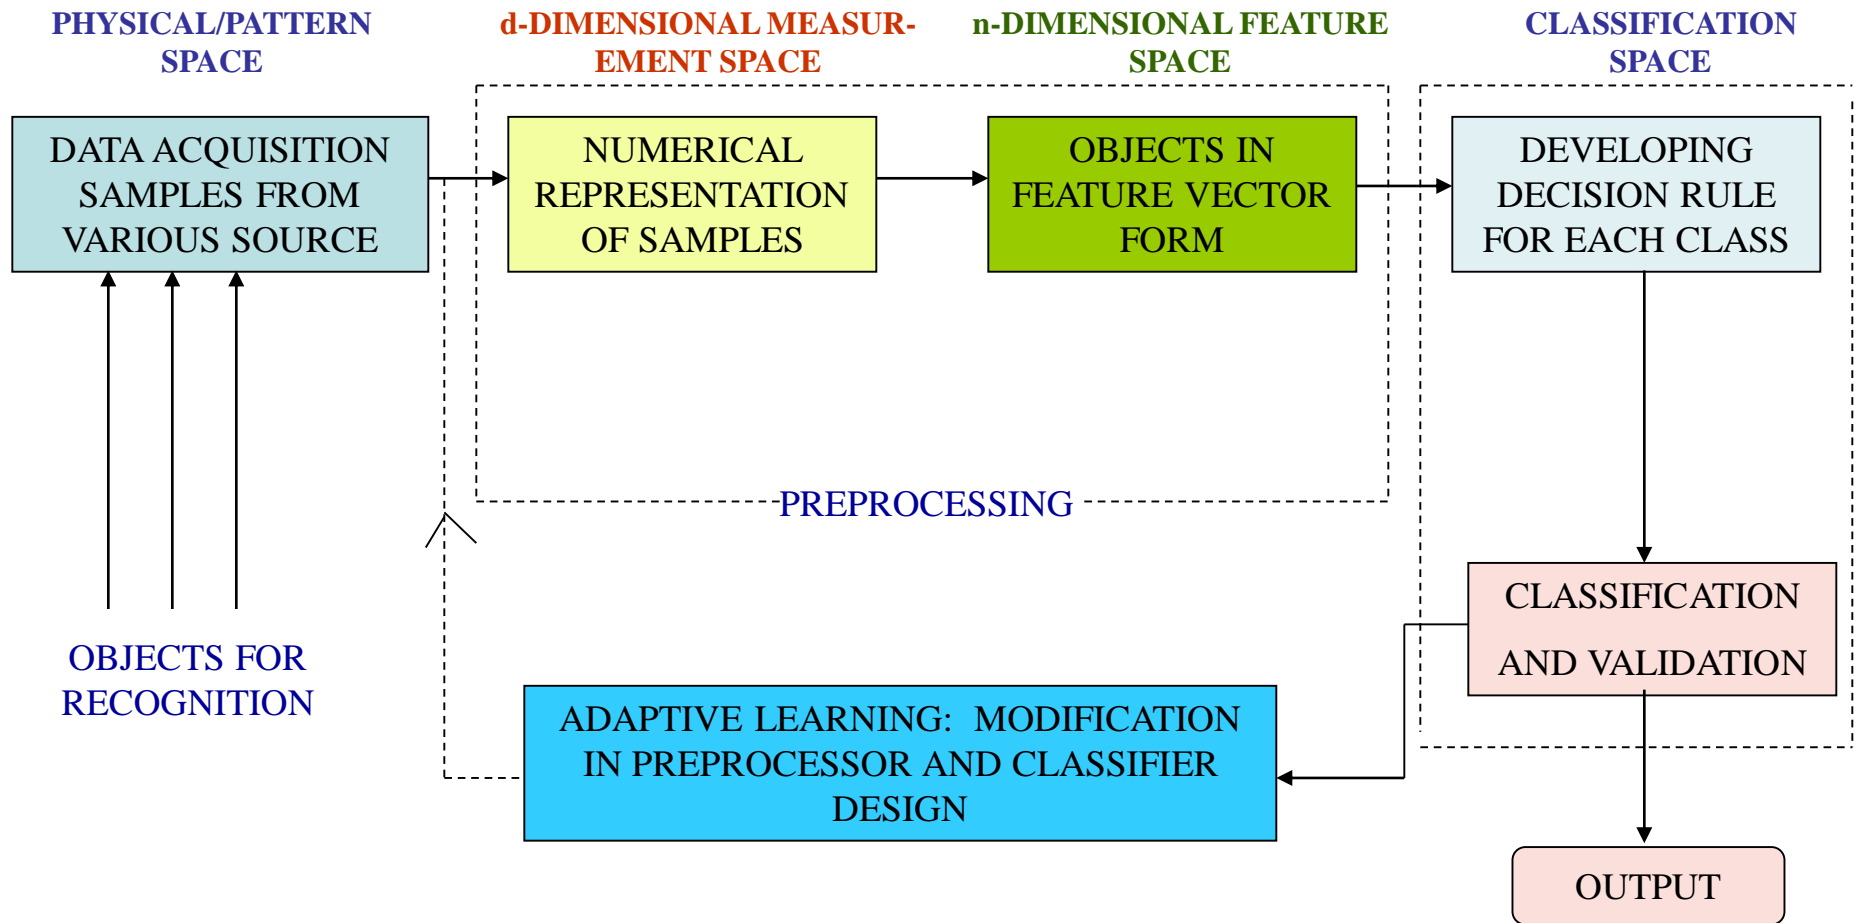 PHYSICAL/PATTERN
SPACE
d-DIMENSIONAL MEASUR-
EMENT SPACE
n-DIMENSIONAL FEATURE
SPACE
CLASSIFICATION
SPACE
DATA ACQUISITION
SAMPLES FROM
VARIOUS SOURCE
NUMERICAL
REPRESENTATION
OF SAMPLES
OBJECTS IN
FEATURE VECTOR
FORM
DEVELOPING
DECISION RULE
FOR EACH CLASS
PREPROCESSING
CLASSIFICATION
AND VALIDATION
OBJECTS FOR
RECOGNITION
ADAPTIVE LEARNING: MODIFICATION
IN PREPROCESSOR AND CLASSIFIER
DESIGN
OUTPUT